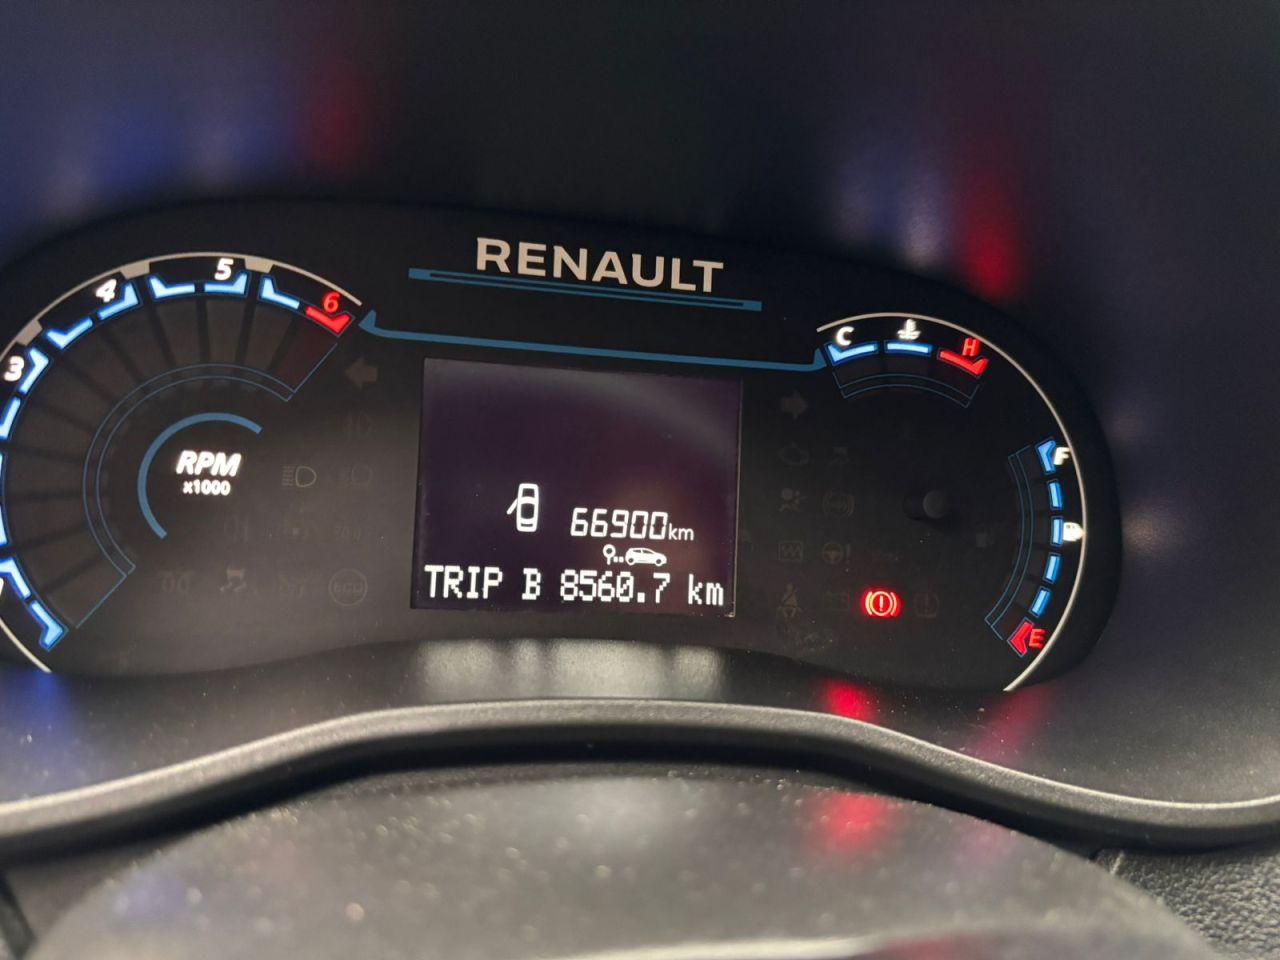 RENAULT
3
4
5
6
RPM
x1000
C
H
F
E
66900km
TRIP B 8560.7 km